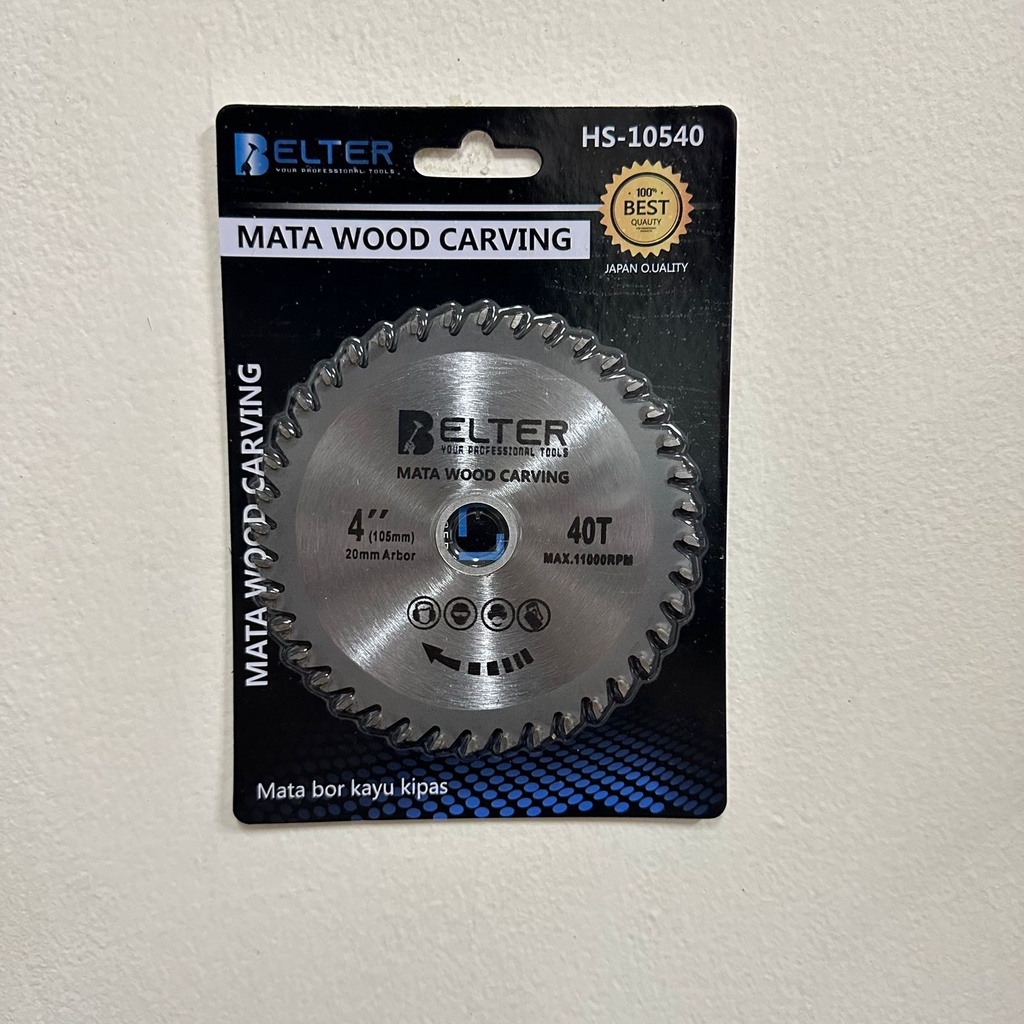 BELTER
YOUR PROFESSIONAL TOOLS
HS-10540
100%
BEST
QUAUTY
JAPAN O.UALITY
MATA WOOD CARVING
MATA WOOD CARVING
BELTER
YOUR PROFESSIONAL TOOLS
MATA WOOD CARVING
4″ (105mm)
20mm Arbor
40T
MAX.11000RPM
Mata bor kayu kipas